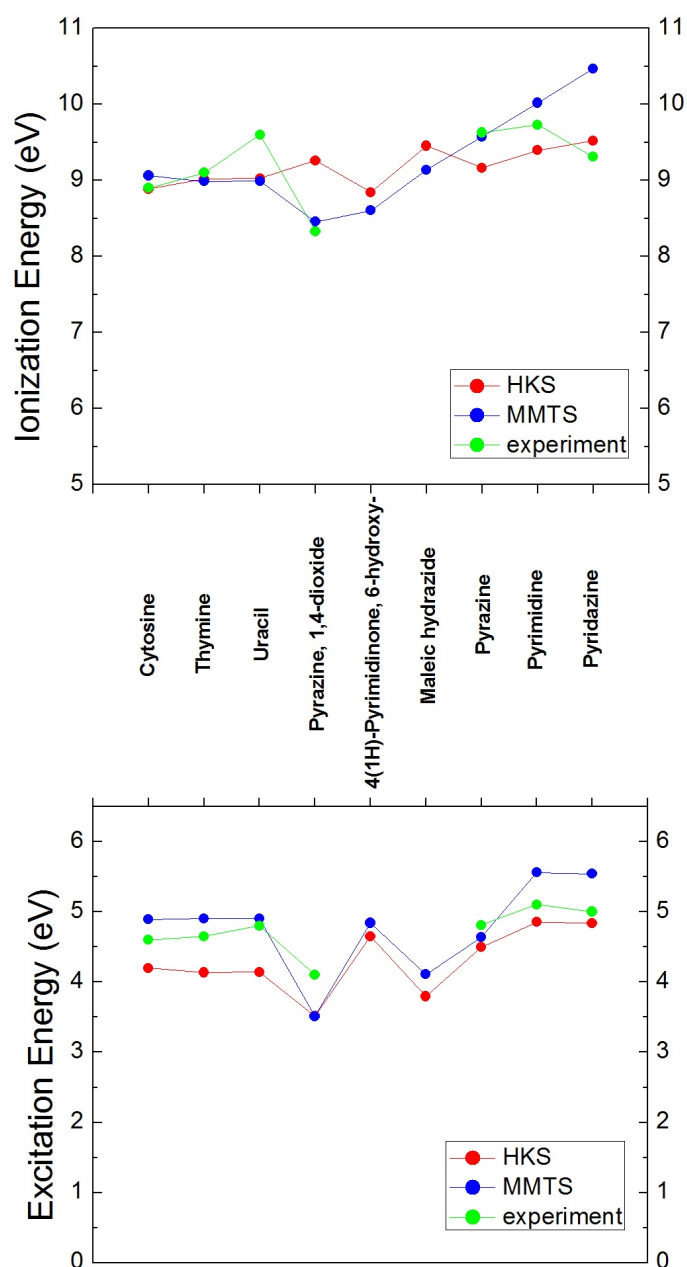 11
10
9
8
7
6
5
Ionization Energy (eV)
11
10
9
8
7
6
5
HKS
MMTS
experiment
Cytosine
Thymine
Uracil
Pyrazine, 1,4-dioxide
4(1H)-Pyrimidinone, 6-hydroxy-
Maleic hydrazide
Pyrazine
Pyrimidine
Pyridazine
6
5
4
3
2
1
0
Excitation Energy (eV)
6
5
4
3
2
1
0
HKS
MMTS
experiment